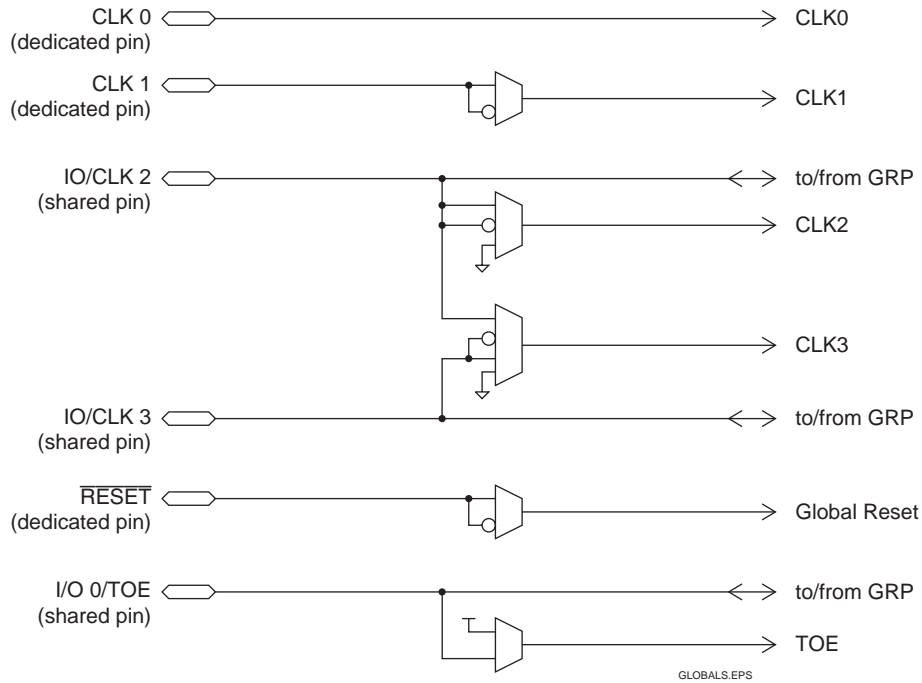 CLK 0
(dedicated pin)
CLK0
CLK 1
(dedicated pin)
CLK1
IO/CLK 2
(shared pin)
to/from GRP
CLK2
CLK3
IO/CLK 3
(shared pin)
to/from GRP
RESET
(dedicated pin)
Global Reset
I/O 0/TOE
(shared pin)
to/from GRP
TOE
GLOBALS.EPS